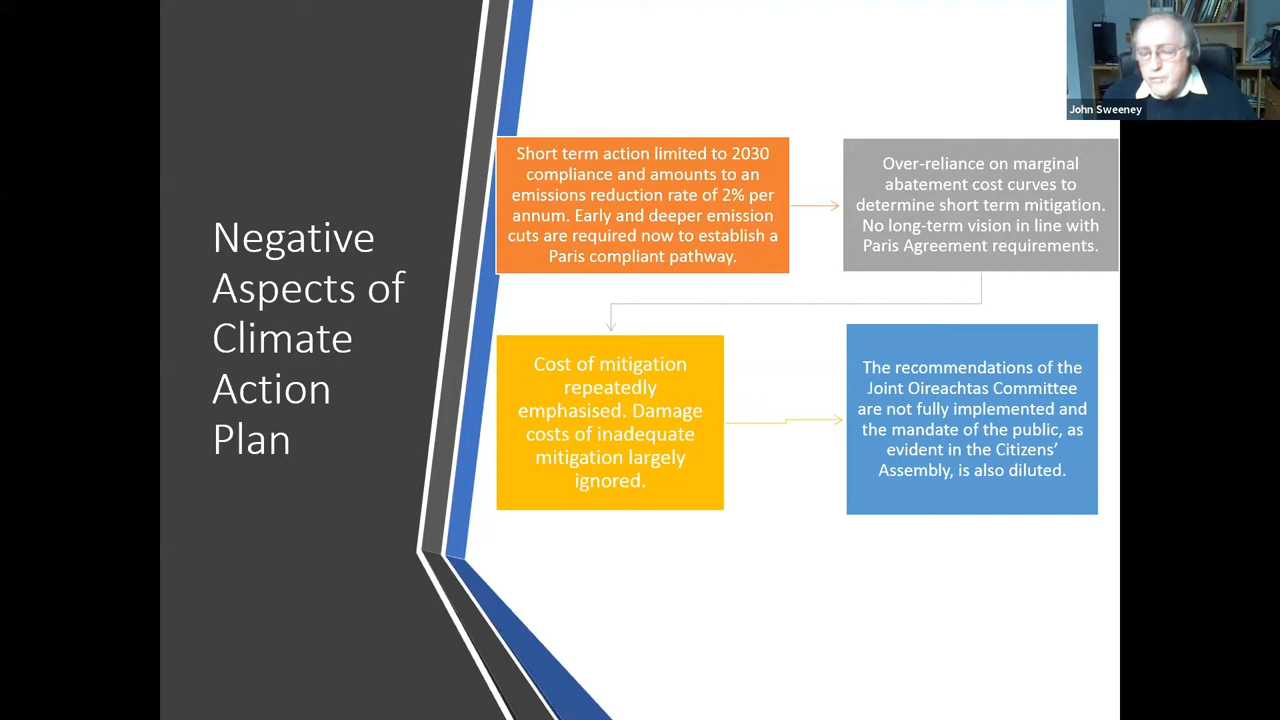 Negative
Aspects of
Climate
Action
Plan
Short term action limited to 2030
compliance and amounts to an
emissions reduction rate of 2% per
annum. Early and deeper emission
cuts are required now to establish a
Paris compliant pathway.
Over-reliance on marginal
abatement cost curves to
determine short term mitigation.
No long-term vision in line with
Paris Agreement requirements.
Cost of mitigation
repeatedly
emphasised. Damage
costs of inadequate
mitigation largely
ignored.
The recommendations of the
Joint Oireachtas Committee
are not fully implemented and
the mandate of the public, as
evident in the Citizens’
Assembly, is also diluted.
John Sweeney